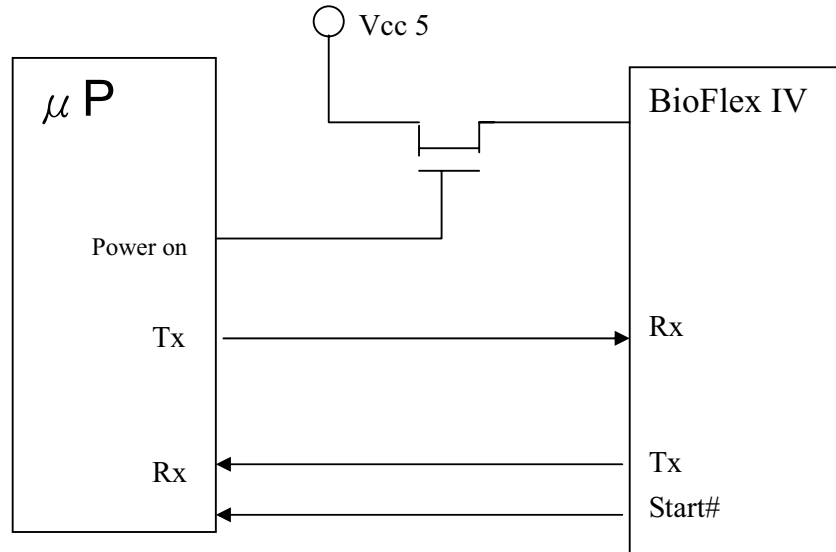 Vcc 5
μ P
BioFlex IV
Power on
Tx
Rx
Rx
Tx
Start#